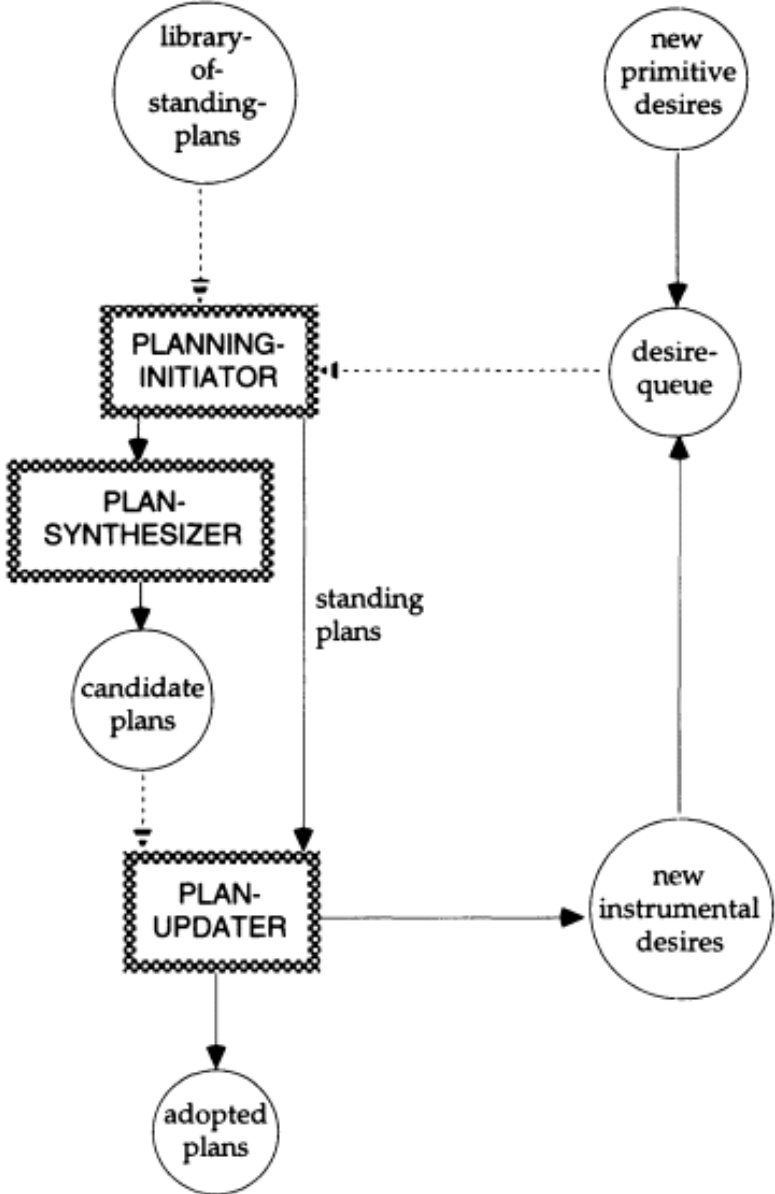 library-
of-
standing-
plans
new
primitive
desires
PLANNING-
INITIATOR
desire-
queue
PLAN-
SYNTHESIZER
standing
plans
candidate
plans
PLAN-
UPDATER
new
instrumental
desires
adopted
plans